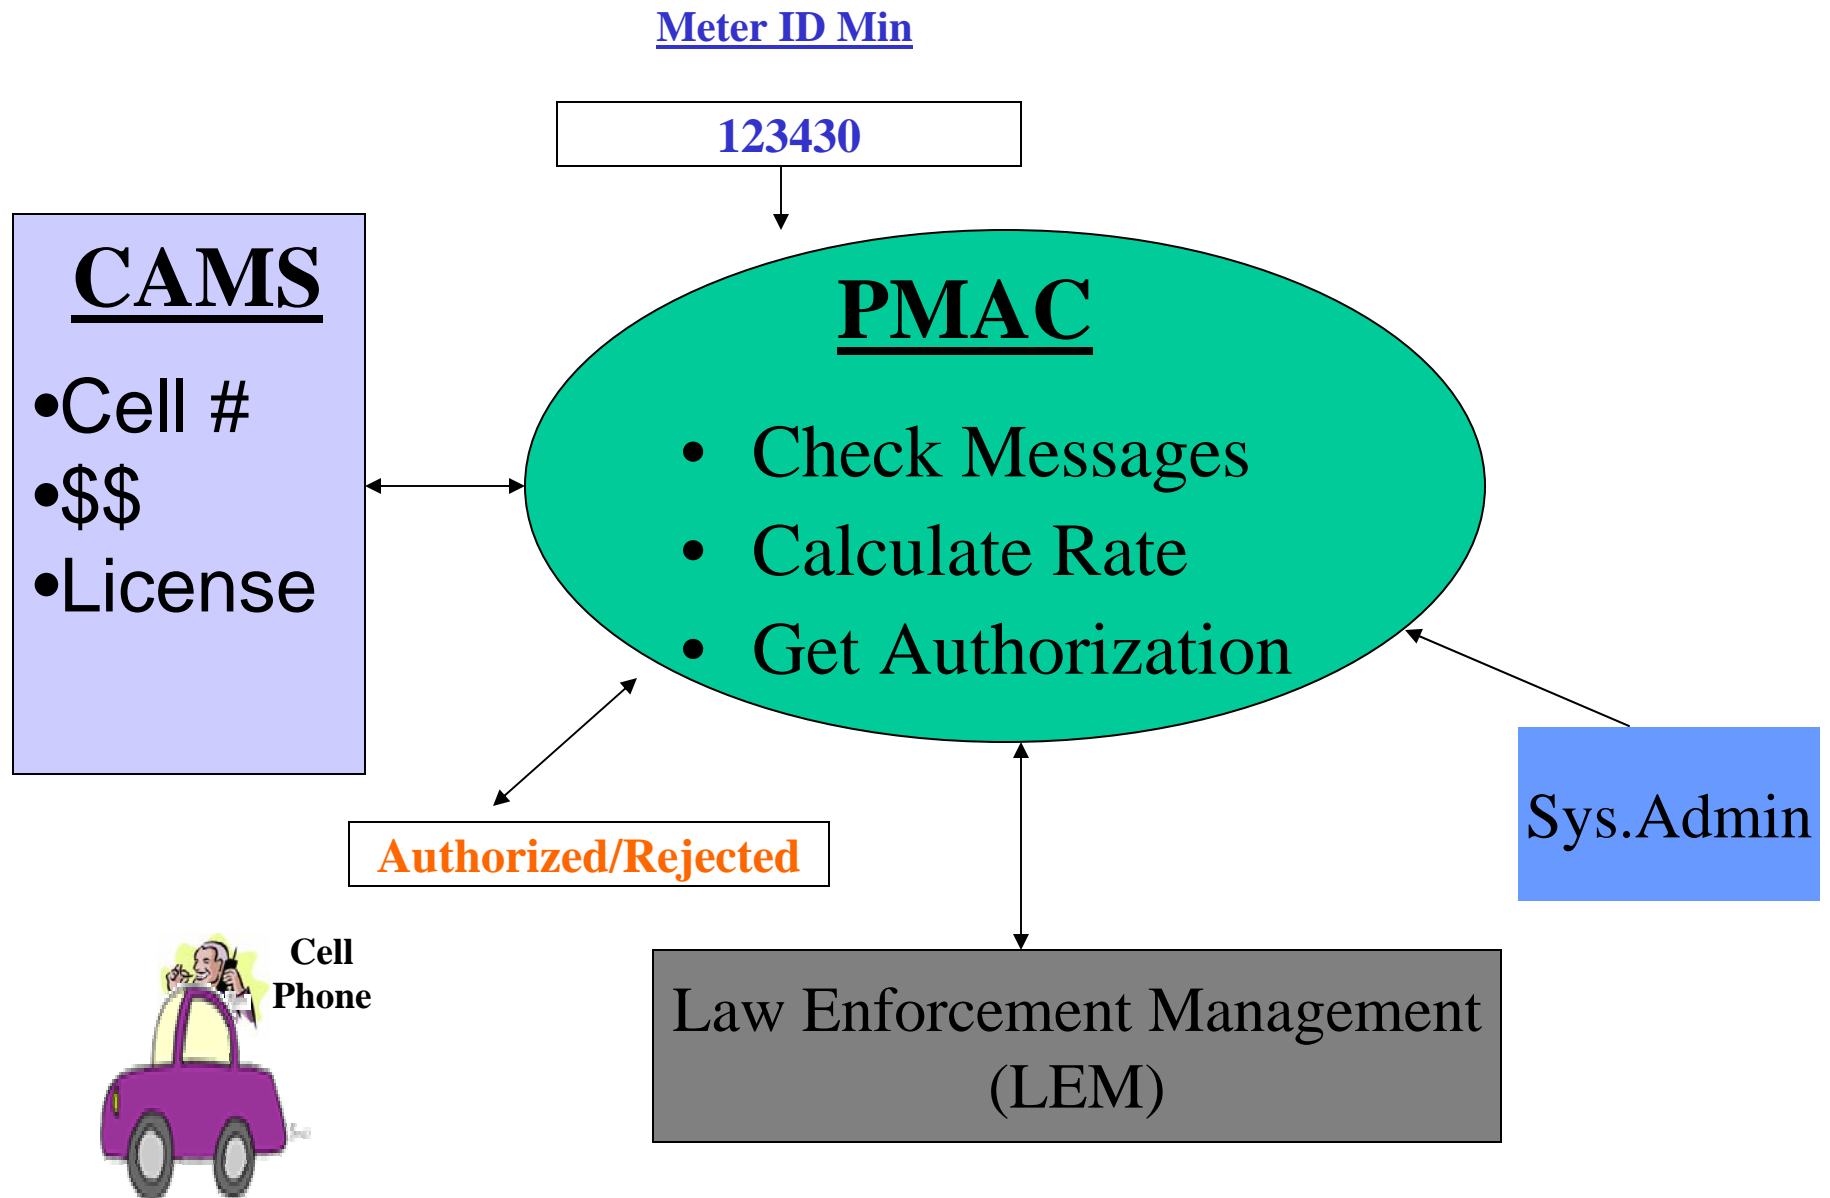 Meter ID Min
123430
CAMS
•Cell #
•$$
•License
PMAC
• Check Messages
• Calculate Rate
• Get Authorization
Sys.Admin
Authorized/Rejected
Cell
Phone
Law Enforcement Management
(LEM)